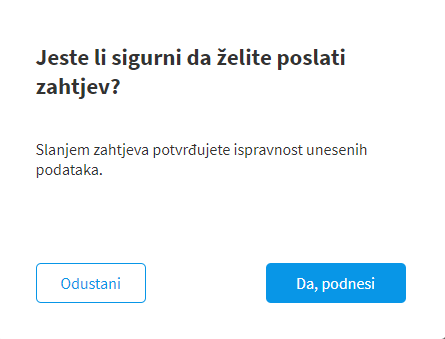 Jeste li sigurni da želite poslati
zahtjev?
Slanjem zahtjeva potvrđujete ispravnost unesenih
podataka.
Odustani
Da, podnesi